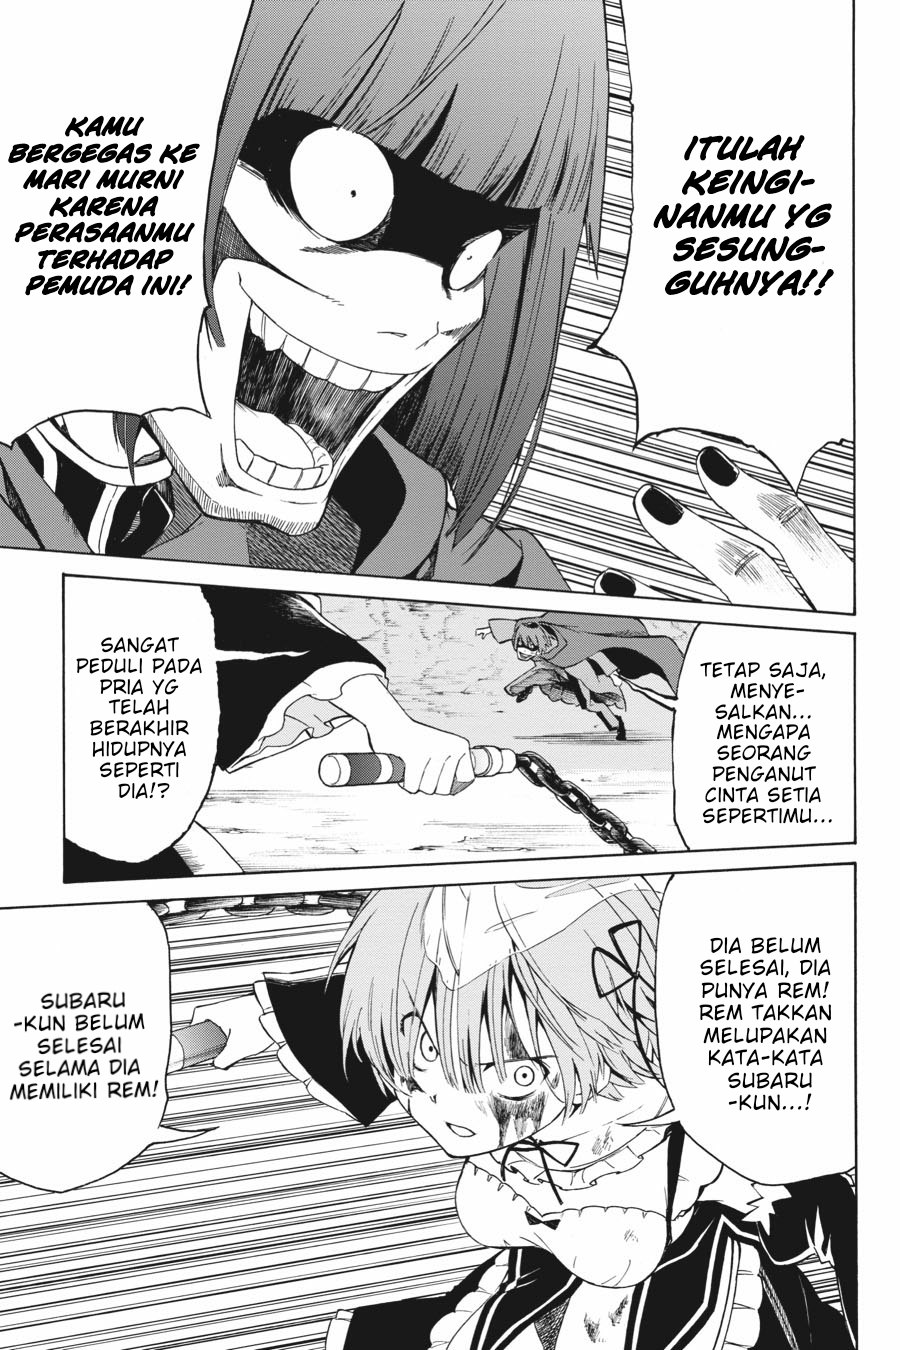 ITULAH
KEINGI-
NANMU YG
SESUNG-
GUHNYA!!
KAMU
BERGEGAS KE
MARI MURNI
KARENA
PERASAANMU
TERHADAP
PEMUDA INI!
TETAP SAJA,
MENYE-
SALKAN...
MENGAPA
SEORANG
PENGANUT
CINTA SETIA
SEPERTIMU...
SANGAT
PEDULI PADA
PRIA YG
TELAH
BERAKHIR
HIDUPNYA
SEPERTI
DIA!?
DIA BELUM
SELESAI, DIA
PUNYA REM!
REM TAKKAN
MELUPAKAN
KATA-KATA
SUBARU
-KUN...!
SUBARU
-KUN BELUM
SELESAI
SELAMA DIA
MEMILIKI REM!